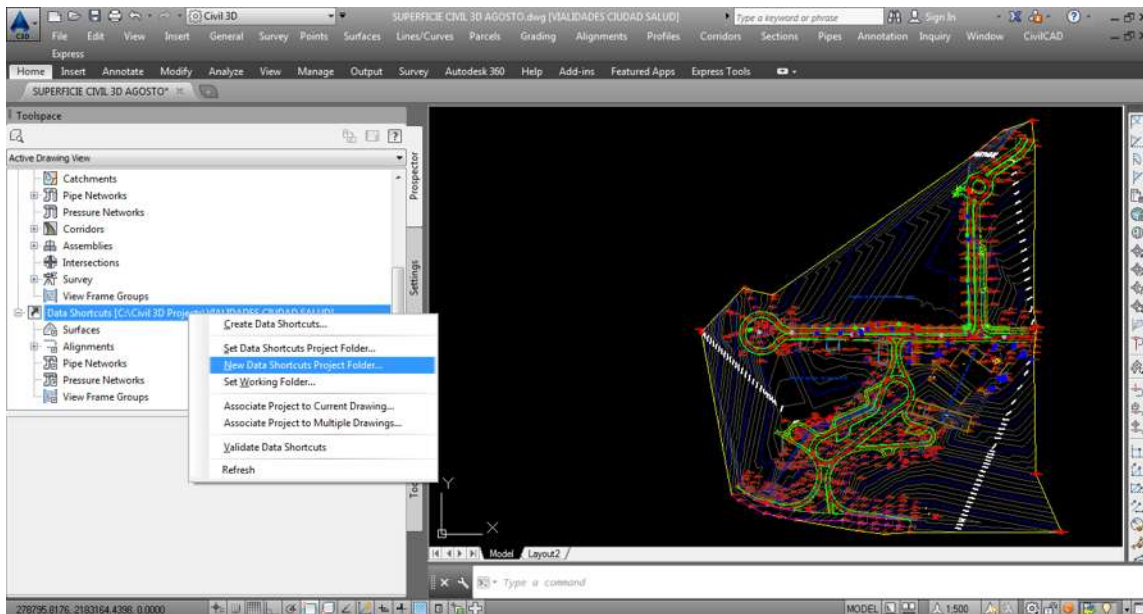 Civil 3D
SUPERFICIE CIVIL 3D AGOSTO.dwg [VIALIDADES CIUDAD SALUD]
Type a keyword or phrase
Sign In
C3D
File Edit View Insert General Survey Points Surfaces Lines/Curves Parcels Grading Alignments Profiles Corridors Sections Pipes Annotation Inquiry Window CivilCAD
Express
Home Insert Annotate Modify Analyze View Manage Output Survey Autodesk 360 Help Add-ins Featured Apps Express Tools
SUPERFICIE CIVIL 3D AGOSTO*
Toolspace
Active Drawing View
Prospector
Settings
Catchments
Pipe Networks
Pressure Networks
Corridors
Assemblies
Intersections
Survey
View Frame Groups
Data Shortcuts [C:\Civil 3D Projects\VIALIDADES CIUDAD SALUD]
Surfaces
Alignments
Pipe Networks
Pressure Networks
View Frame Groups
Create Data Shortcuts...
Set Data Shortcuts Project Folder...
New Data Shortcuts Project Folder...
Set Working Folder...
Associate Project to Current Drawing...
Associate Project to Multiple Drawings...
Validate Data Shortcuts
Refresh
Y
X
Model Layout2
Type a command
278795.8176, 2183164.4398, 0.0000
MODEL 1:500